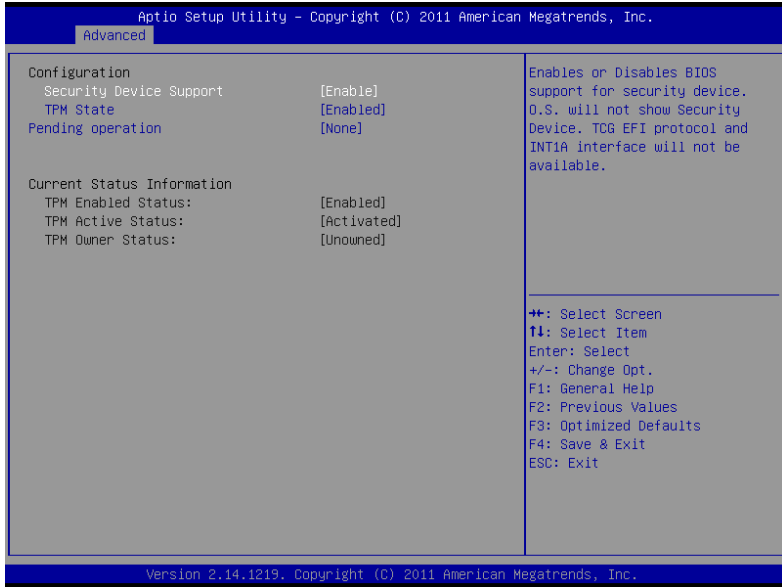 Aptio Setup Utility – Copyright (C) 2011 American Megatrends, Inc.
Advanced
Configuration
Security Device Support [Enable]
TPM State [Enabled]
Pending operation [None]
Current Status Information
TPM Enabled Status: [Enabled]
TPM Active Status: [Activated]
TPM Owner Status: [Unowned]
Enables or Disables BIOS
support for security device.
O.S. will not show Security
Device. TCG EFI protocol and
INT1A interface will not be
available.
→←: Select Screen
↑↓: Select Item
Enter: Select
+/-: Change Opt.
F1: General Help
F2: Previous Values
F3: Optimized Defaults
F4: Save & Exit
ESC: Exit
Version 2.14.1219. Copyright (C) 2011 American Megatrends, Inc.